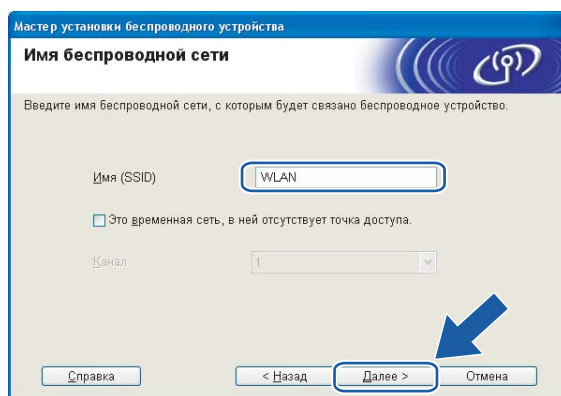 Мастер установки беспроводного устройства
Имя беспроводной сети
Введите имя беспроводной сети, с которым будет связано беспроводное устройство.
Имя (SSID) WLAN
Это временная сеть, в ней отсутствует точка доступа.
Канал 1
Справка < Назад Далее > Отмена